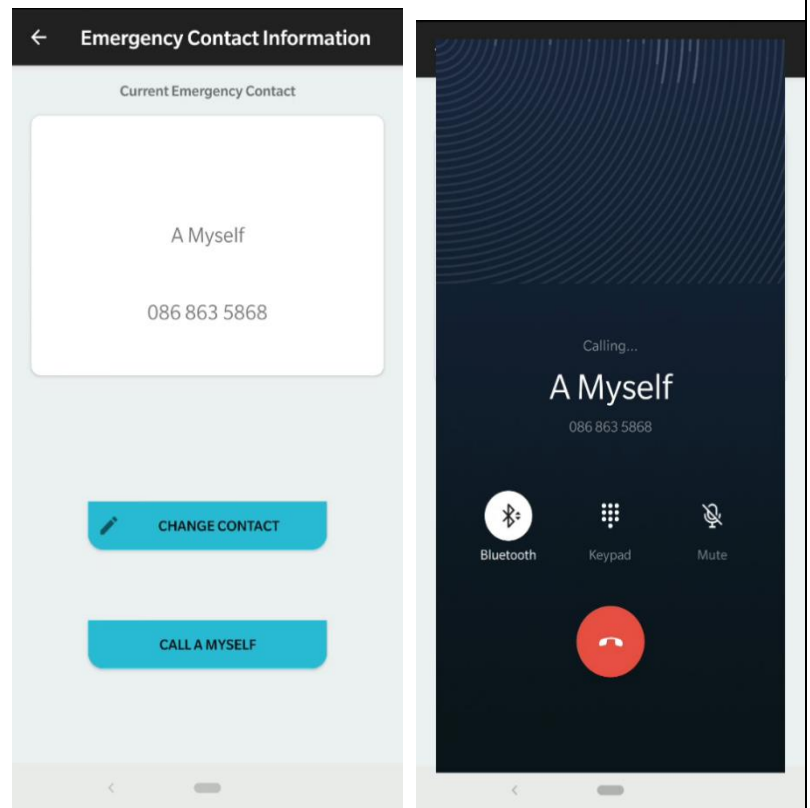 Emergency Contact Information
Current Emergency Contact
A Myself
086 863 5868
CHANGE CONTACT
CALL A MYSELF
Calling...
A Myself
086 863 5868
Bluetooth
Keypad
Mute